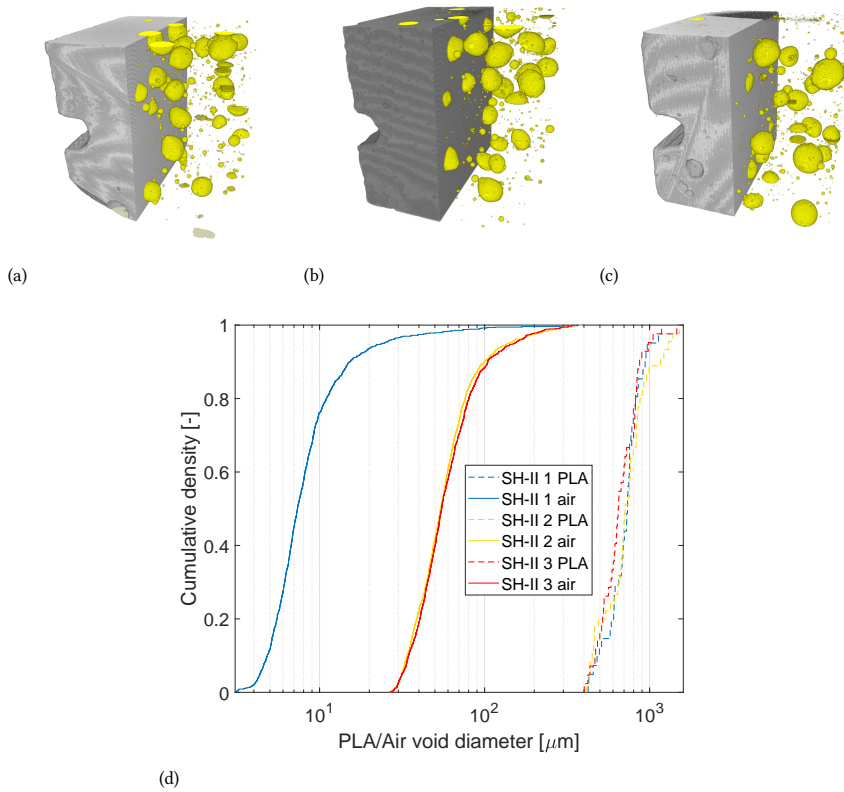 (a)
(b)
(c)
Cumulative density [-]
1
0.8
0.6
0.4
0.2
0
SH-II 1 PLA
SH-II 1 air
SH-II 2 PLA
SH-II 2 air
SH-II 3 PLA
SH-II 3 air
10¹ 10² 10³
PLA/Air void diameter [μm]
(d)